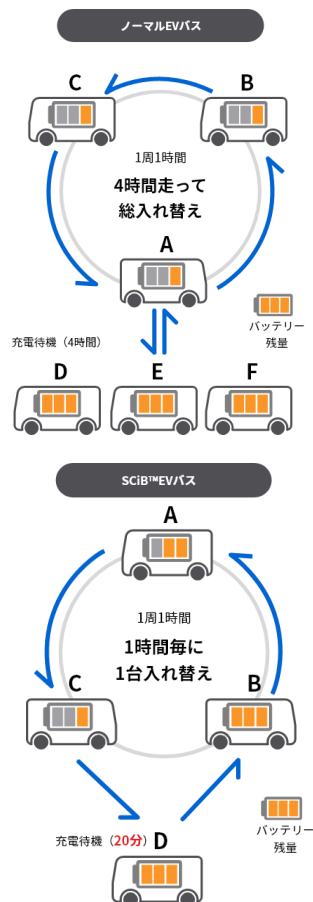 ノーマルEVバス
C
B
1周1時間
4時間走って
総入れ替え
A
バッテリー
残量
充電待機（4時間）
D
E
F
SCiB™EVバス
A
1周1時間
1時間毎に
1台入れ替え
C
B
バッテリー
残量
充電待機（20分）
D